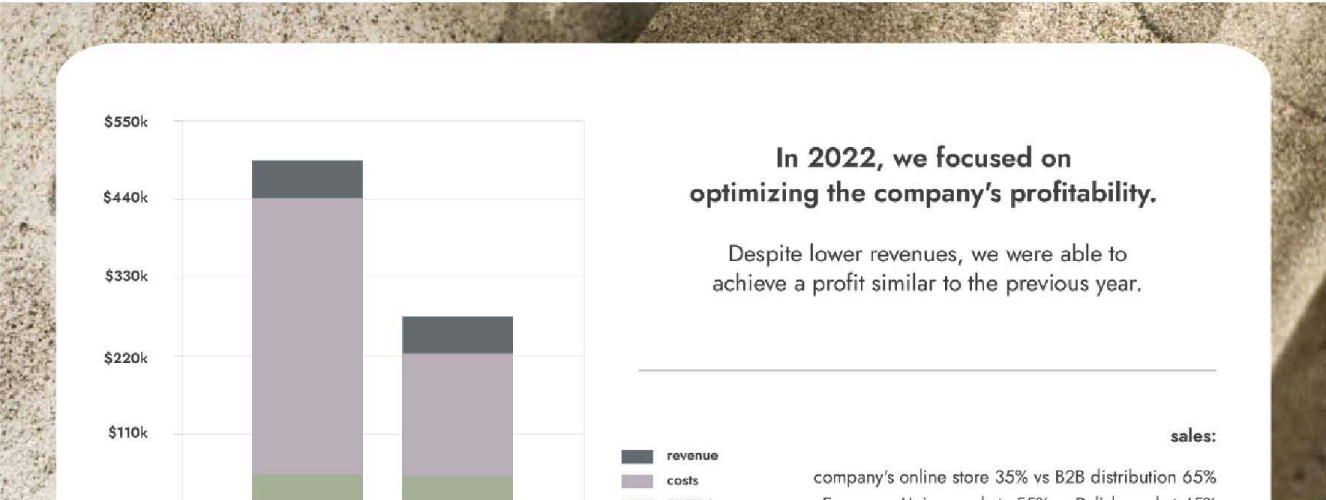 $550k
$440k
$330k
$220k
$110k
In 2022, we focused on
optimizing the company's profitability.
Despite lower revenues, we were able to
achieve a profit similar to the previous year.
revenue
costs
sales:
company's online store 35% vs B2B distribution 65%